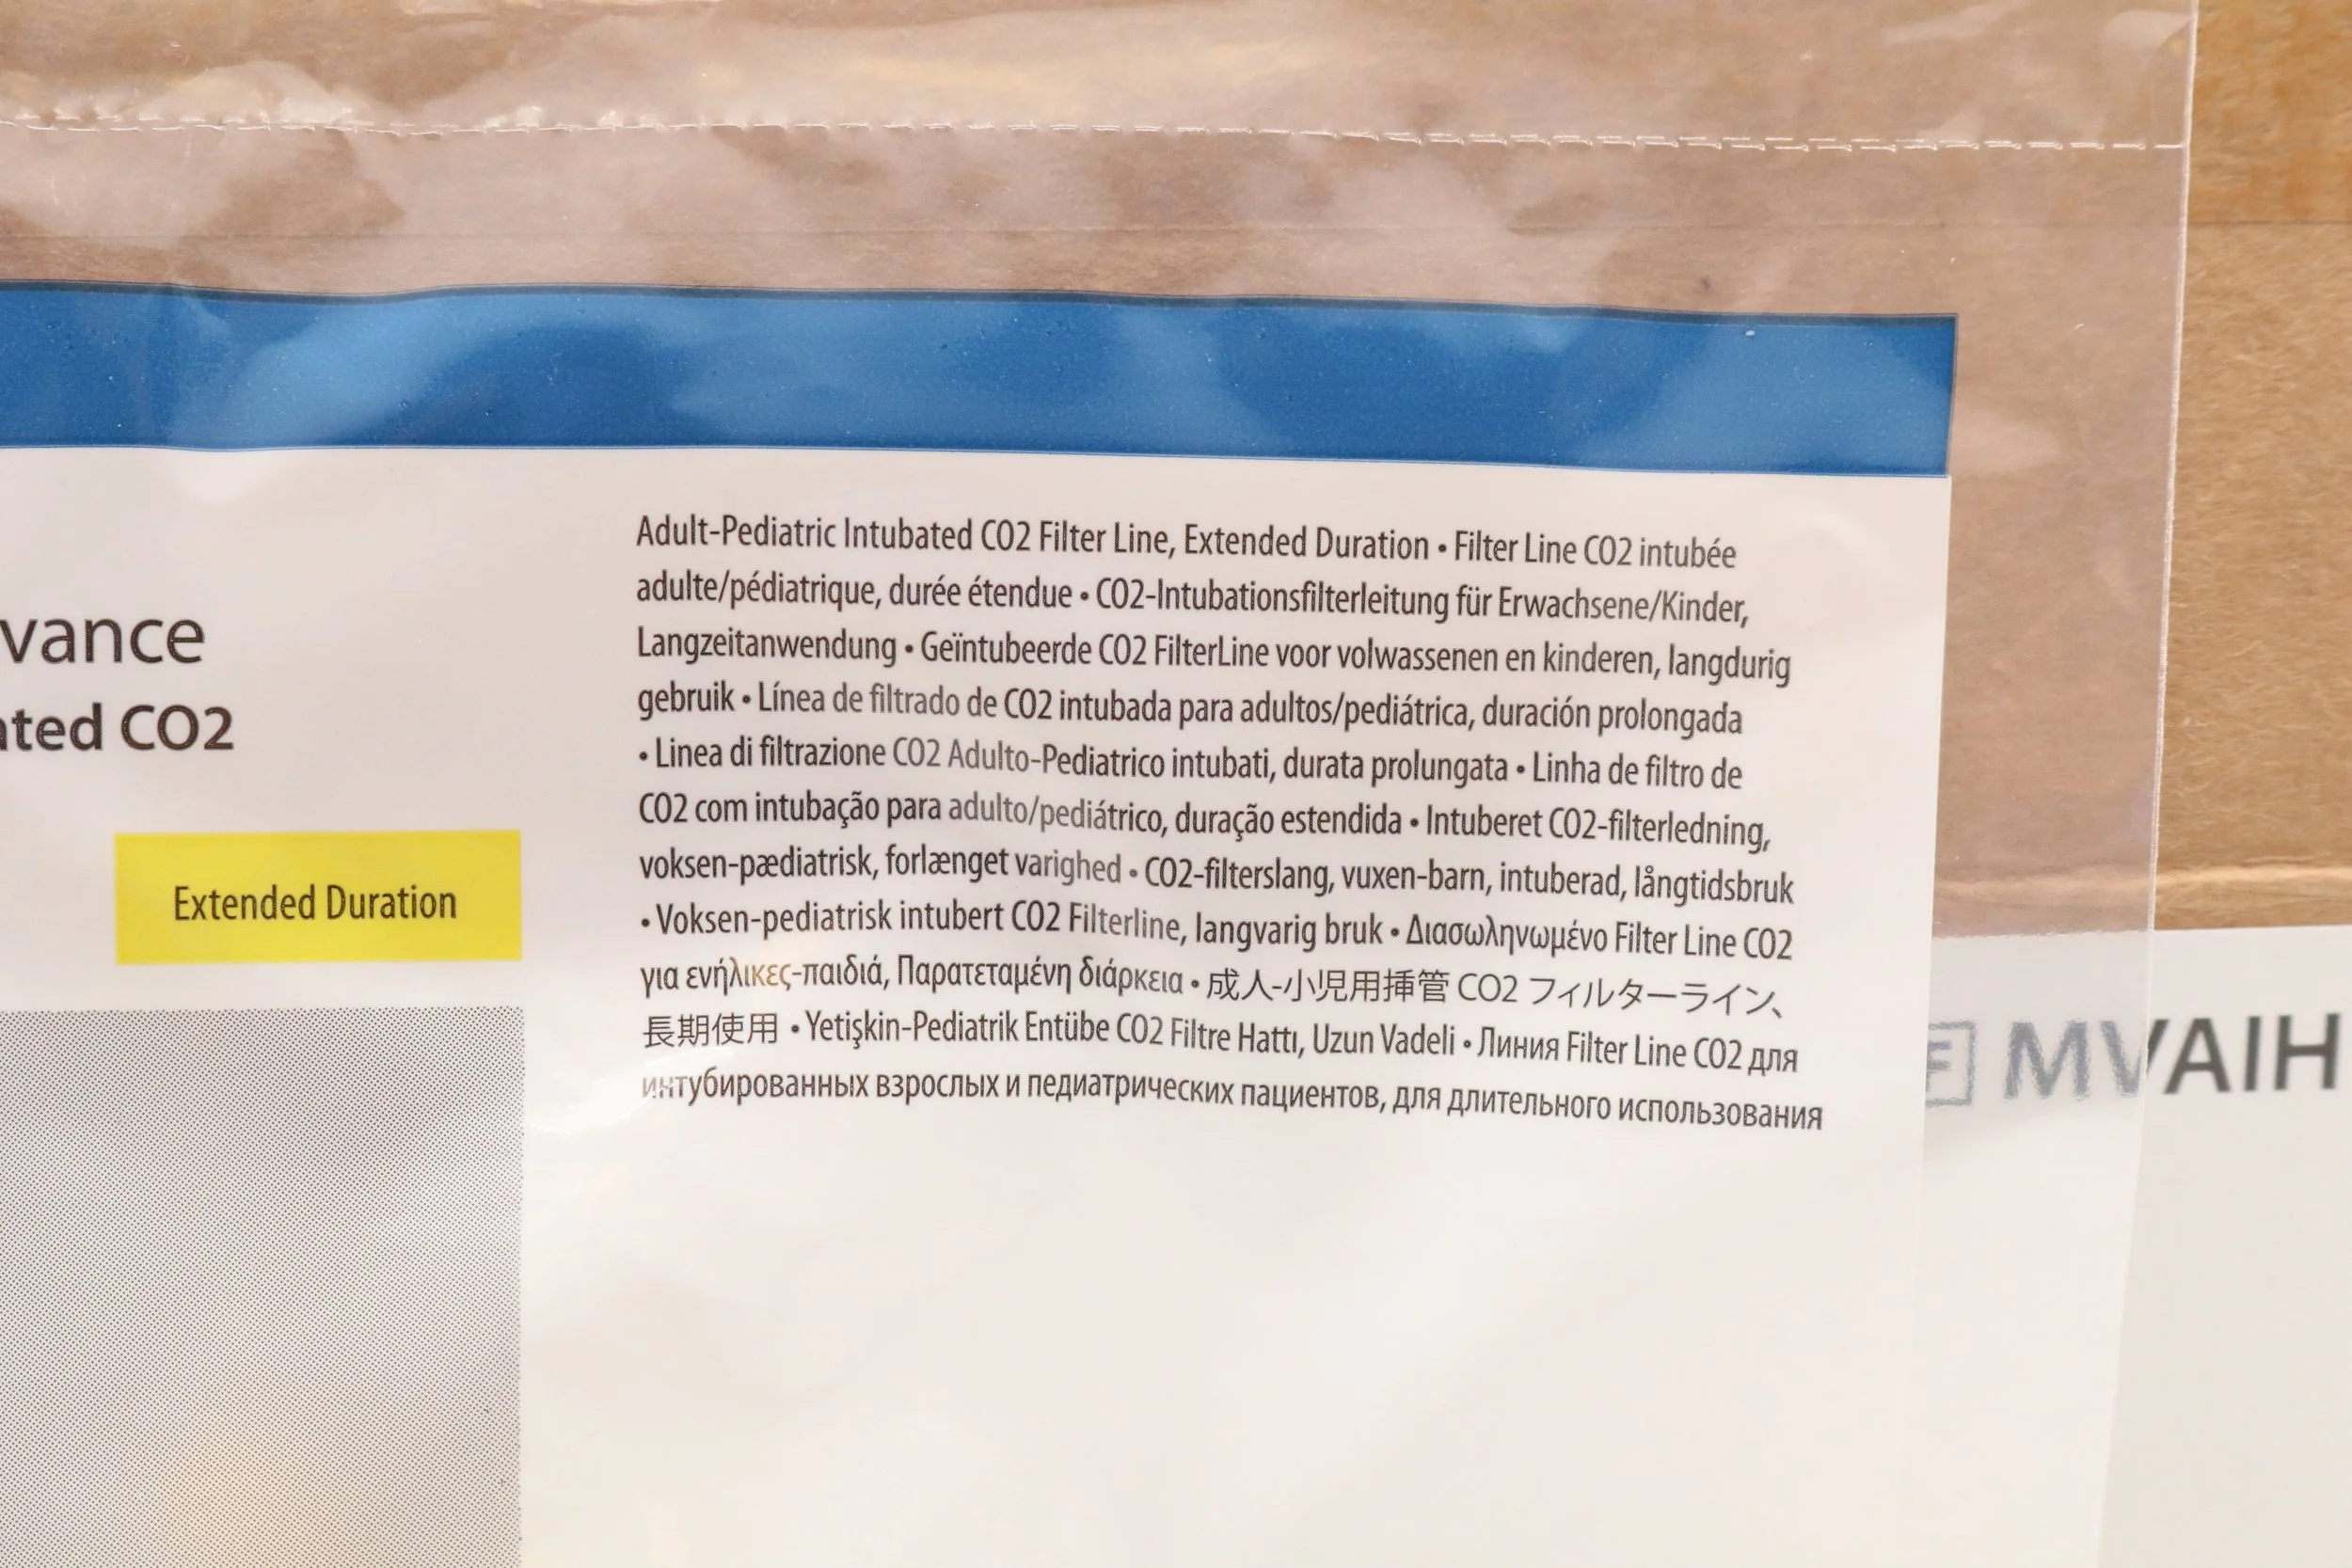 Adult-Pediatric Intubated CO2 Filter Line, Extended Duration • Filter Line CO2 intubée
adulte/pédiatrique, durée étendue • CO2-Intubationsfilterleitung für Erwachsene/Kinder,
Langzeitanwendung • Geïntubeerde CO2 FilterLine voor volwassenen en kinderen, langdurig
gebruik • Línea de filtrado de CO2 intubada para adultos/pediátrica, duración prolongada
• Linea di filtrazione CO2 Adulto-Pediatrico intubati, durata prolungata • Linha de filtro de
CO2 com intubação para adulto/pediátrico, duração estendida • Intuberet CO2-filterledning,
voksen-pædiatrisk, forlænget varighed • CO2-filterslang, vuxen-barn, intuberad, långtidsbruk
• Voksen-pediatrisk intubert CO2 Filterline, langvarig bruk • Διασωληνωμένο Filter Line CO2
για ενήλικες-παιδιά, Παρατεταμένη διάρκεια • 成人-小児用挿管 CO2 フィルターライン、
長期使用 • Yetişkin-Pediatrik Entübe CO2 Filtre Hattı, Uzun Vadeli • Линия Filter Line CO2 для
интубированных взрослых и педиатрических пациентов, для длительного использования
vance
ated CO2
Extended Duration
MVAIH